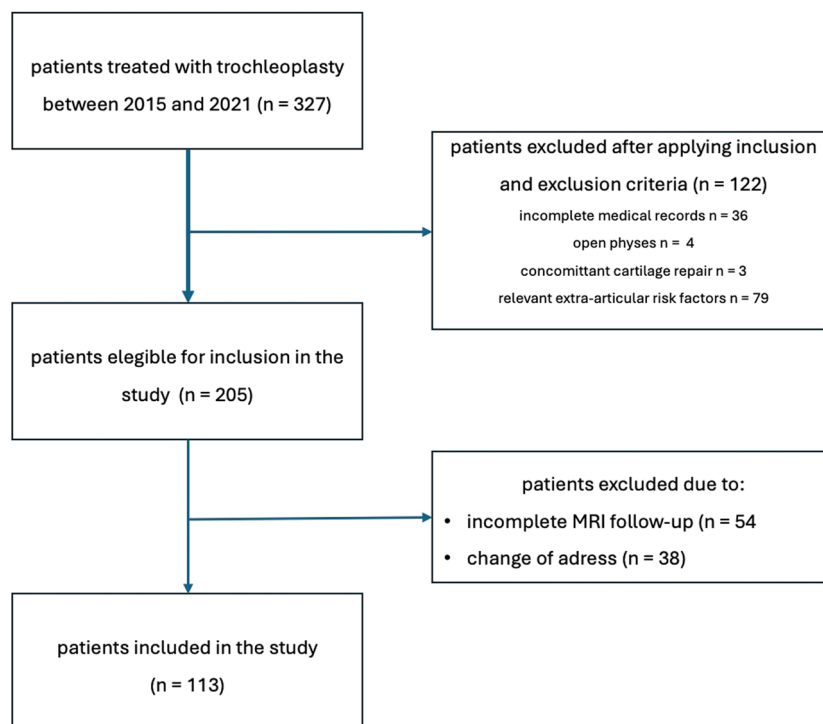 patients treated with trochleoplasty
between 2015 and 2021 (n = 327)
patients excluded after applying inclusion
and exclusion criteria (n = 122)
incomplete medical records n = 36
open physes n =  4
concomittant cartilage repair n = 3
relevant extra-articular risk factors n = 79
patients elegible for inclusion in the
study  (n = 205)
patients excluded due to:
• incomplete MRI follow-up (n = 54
• change of adress (n = 38)
patients included in the study
(n = 113)